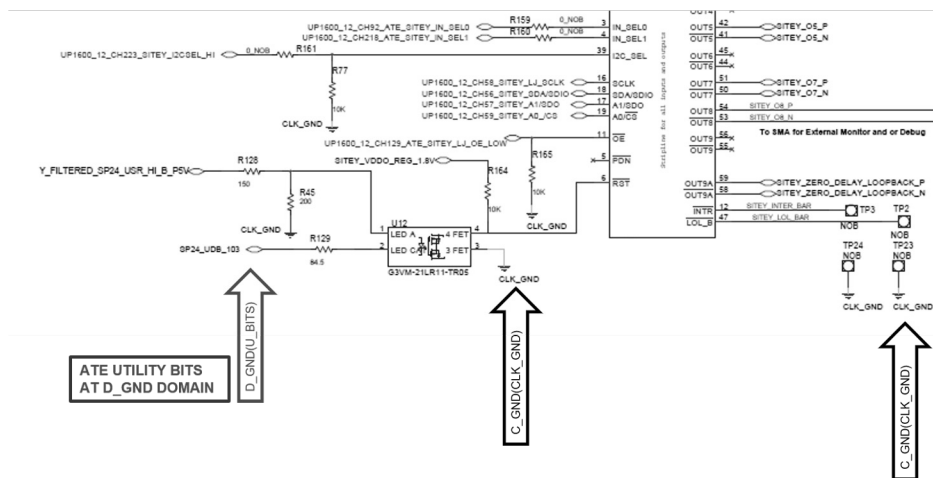 R159
0_NOB
UP1600_12_CH92_ATE_SITEY_IN_SEL0
3
IN_SEL0
R160
0_NOB
UP1600_12_CH218_ATE_SITEY_IN_SEL1
4
IN_SEL1
0_NOB
R161
UP1600_12_CH223_SITEY_I2CSEL_HI
39
I2C_SEL
R77
10K
CLK_GND
UP1600_12_CH58_SITEY_LJ_SCLK
16
SCLK
UP1600_12_CH56_SITEY_SDA/SDIO
18
SDA/SDIO
UP1600_12_CH57_SITEY_A1/SDO
17
A1/SDO
UP1600_12_CH59_SITEY_A0_/CS
19
A0/CS
UP1600_12_CH129_ATE_SITEY_LJ_OE_LOW
11
OE
R165
10K
CLK_GND
5
PDN
6
RST
Stripline for all inputs and outputs
OUT5
42
SITEY_O5_P
OUT5
41
SITEY_O5_N
OUT6
45
OUT6
44
OUT7
51
SITEY_O7_P
OUT7
50
SITEY_O7_N
OUT8
54
SITEY_O8_P
OUT8
53
SITEY_O8_N
To SMA for External Monitor and or Debug
OUT9
56
OUT9
55
OUT9A
59
SITEY_ZERO_DELAY_LOOPBACK_P
OUT9A
58
SITEY_ZERO_DELAY_LOOPBACK_N
INTR
12
SITEY_INTER_BAR
TP3
NOB
LOL_B
47
SITEY_LOL_BAR
TP2
NOB
TP24
NOB
TP23
NOB
CLK_GND
CLK_GND
SITEY_VDDO_REG_1.8V
R164
10K
Y_FILTERED_SP24_USR_HI_B_P5V
R128
150
R45
200
CLK_GND
SP24_UDB_103
R129
84.5
U12
1
LED A
4 FET
4
2
LED CA
3 FET
3
G3VM-21LR11-TR05
CLK_GND
ATE UTILITY BITS
AT D_GND DOMAIN
D_GND(U_BITS)
C_GND(CLK_GND)
C_GND(CLK_GND)